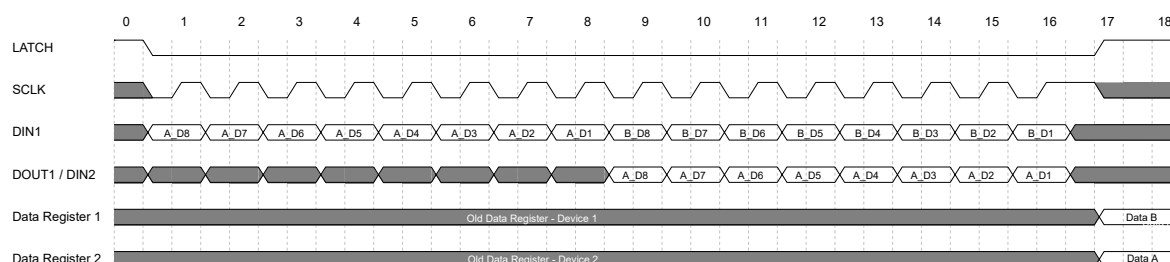 0 1 2 3 4 5 6 7 8 9 10 11 12 13 14 15 16 17 18
LATCH
SCLK
DIN1 A_D8 A_D7 A_D6 A_D5 A_D4 A_D3 A_D2 A_D1 B_D8 B_D7 B_D6 B_D5 B_D4 B_D3 B_D2 B_D1
DOUT1 / DIN2 A_D8 A_D7 A_D6 A_D5 A_D4 A_D3 A_D2 A_D1
Data Register 1 Old Data Register - Device 1 Data B
Data Register 2 Old Data Register - Device 2 Data A